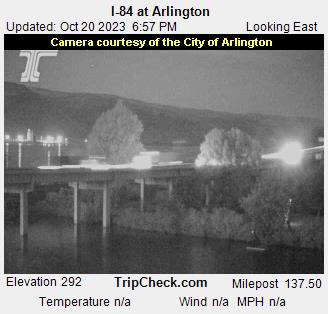 I-84 at Arlington
Updated: Oct 20 2023 6:57 PM Looking East
Camera courtesy of the City of Arlington
Elevation 292 TripCheck.com Milepost 137.50
Temperature n/a Wind n/a MPH n/a